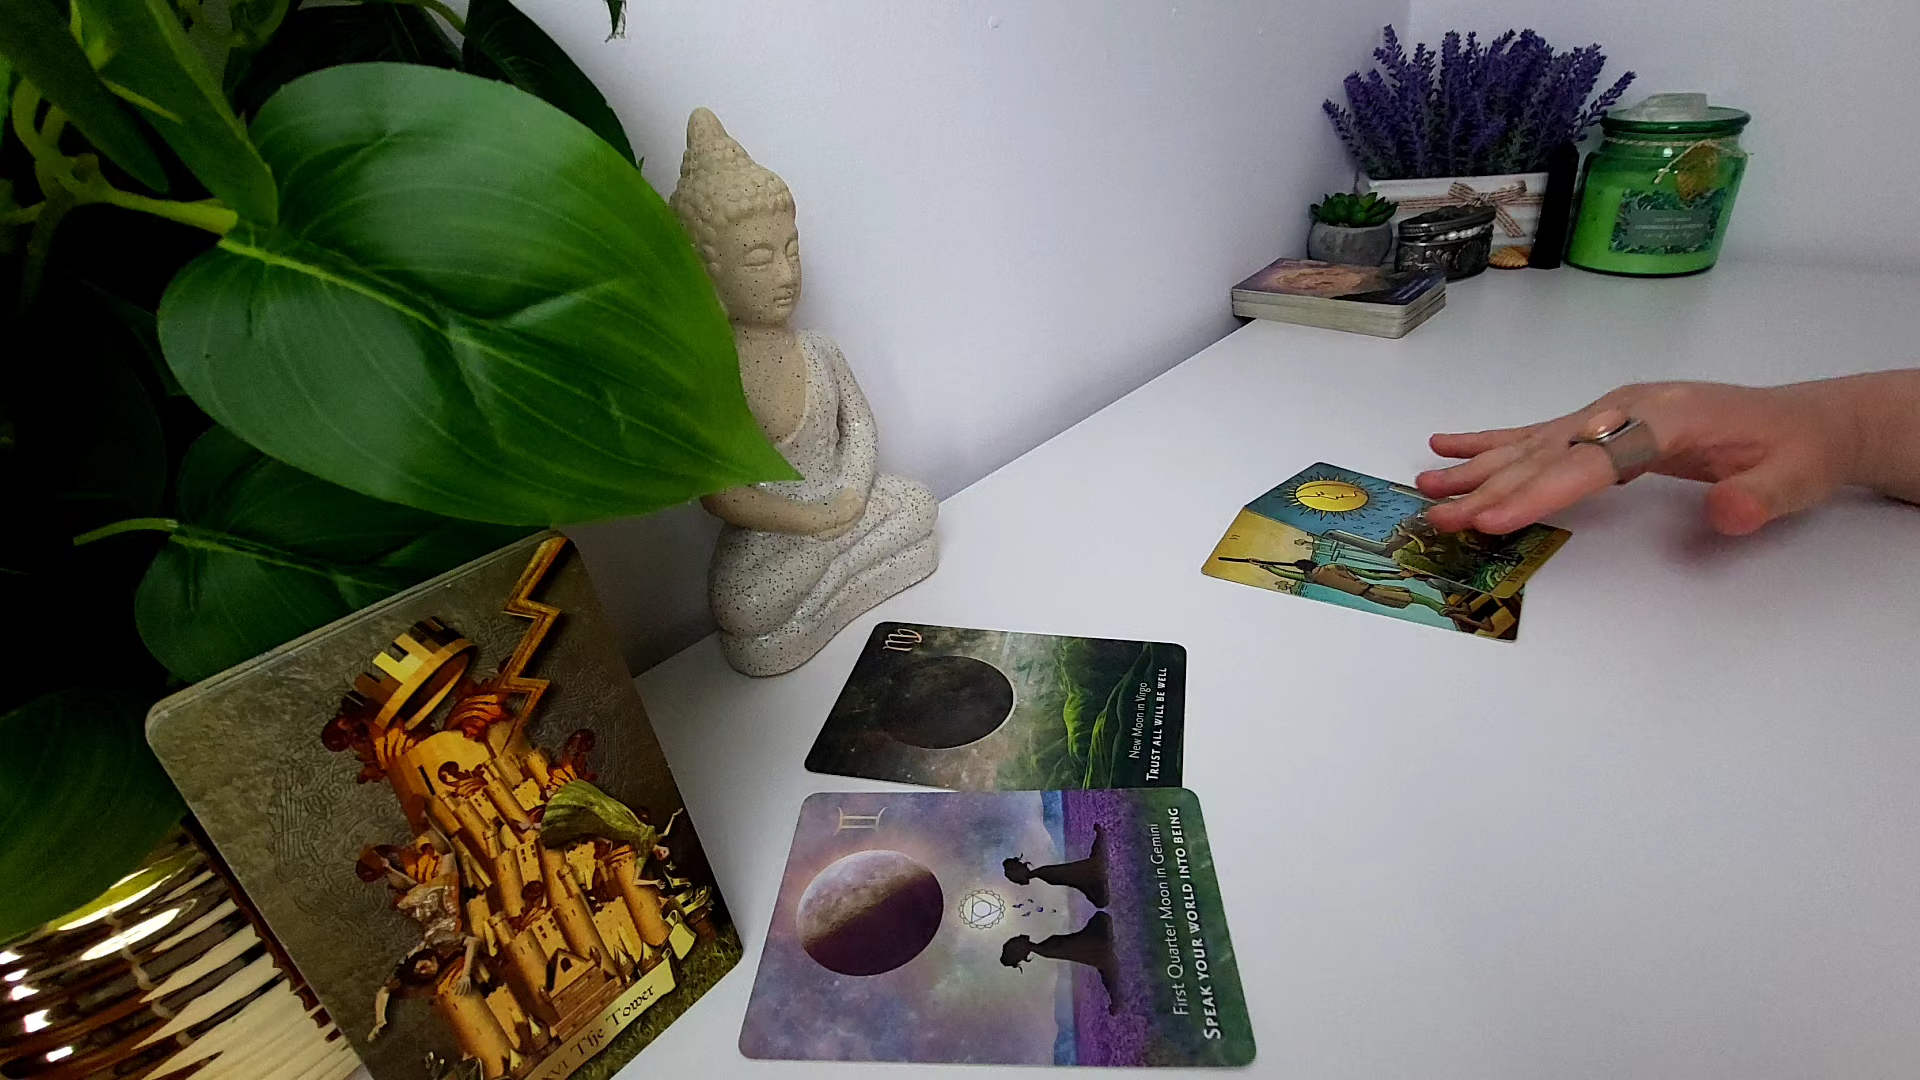 XVI The Tower
New Moon in Virgo
TRUST ALL WILL BE WELL
First Quarter Moon in Gemini
SPEAK YOUR WORLD INTO BEING